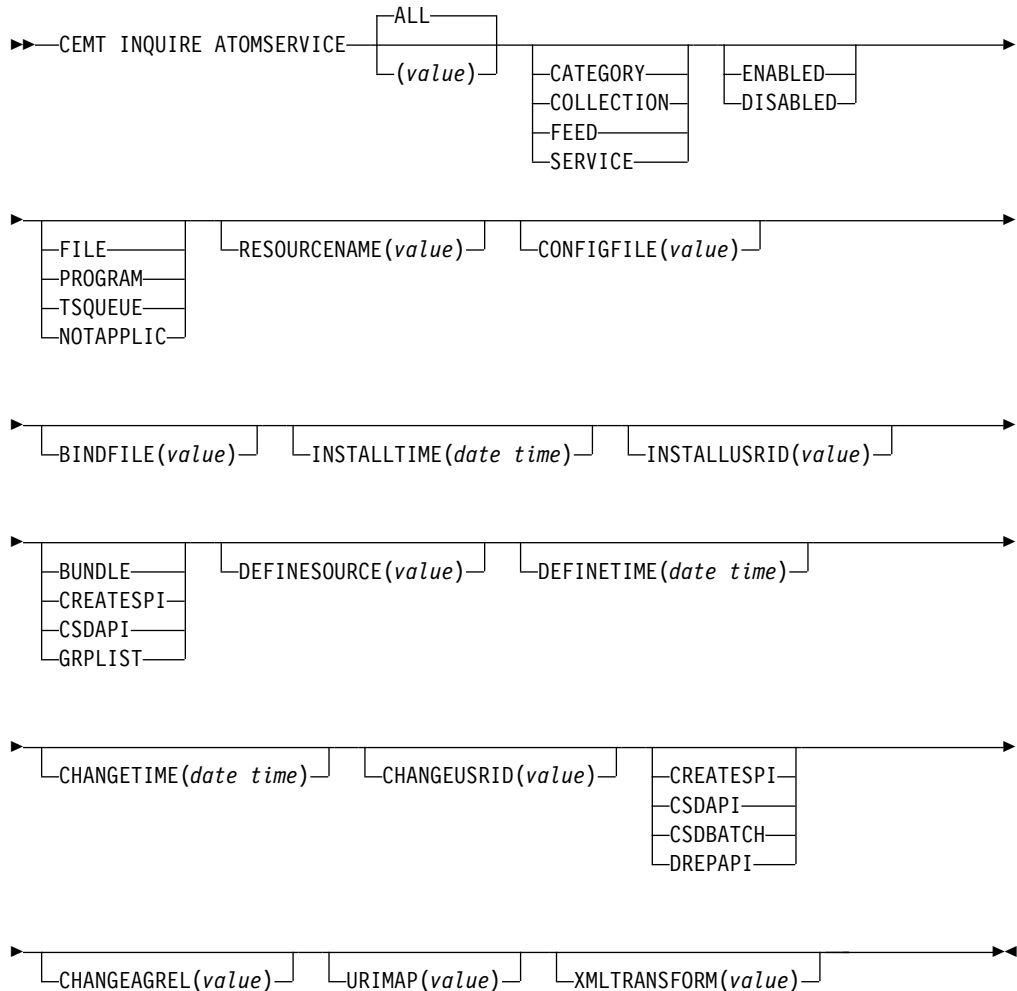 ALL
CEMT INQUIRE ATOMSERVICE
(value)
CATEGORY
COLLECTION
FEED
SERVICE
ENABLED
DISABLED
FILE
PROGRAM
TSQUEUE
NOTAPPLIC
RESOURCENAME(value)
CONFIGFILE(value)
BINDFILE(value)
INSTALLTIME(date time)
INSTALLUSRID(value)
BUNDLE
CREATESPI
CSDAPI
GRPLIST
DEFINESOURCE(value)
DEFINETIME(date time)
CHANGETIME(date time)
CHANGEUSRID(value)
CREATESPI
CSDAPI
CSDBATCH
DREPAPI
CHANGEAGREL(value)
URIMAP(value)
XMLTRANSFORM(value)